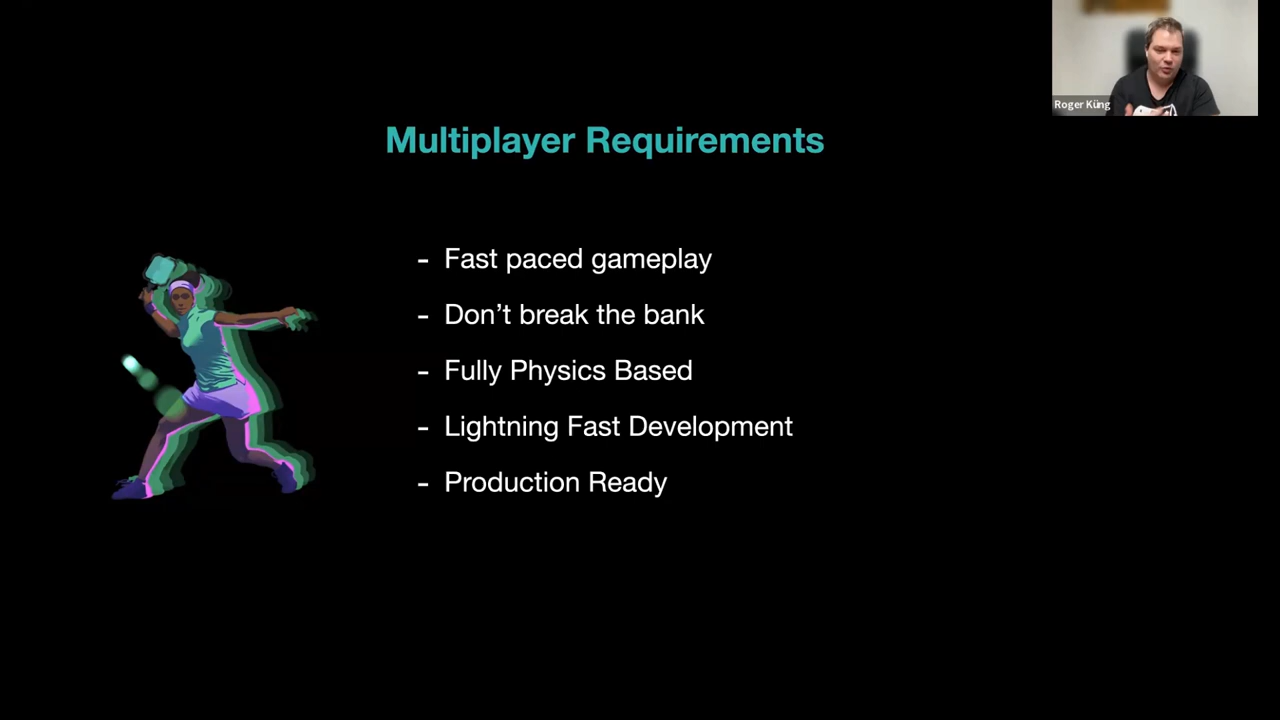 Roger Küng
Multiplayer Requirements
- Fast paced gameplay
- Don’t break the bank
- Fully Physics Based
- Lightning Fast Development
- Production Ready